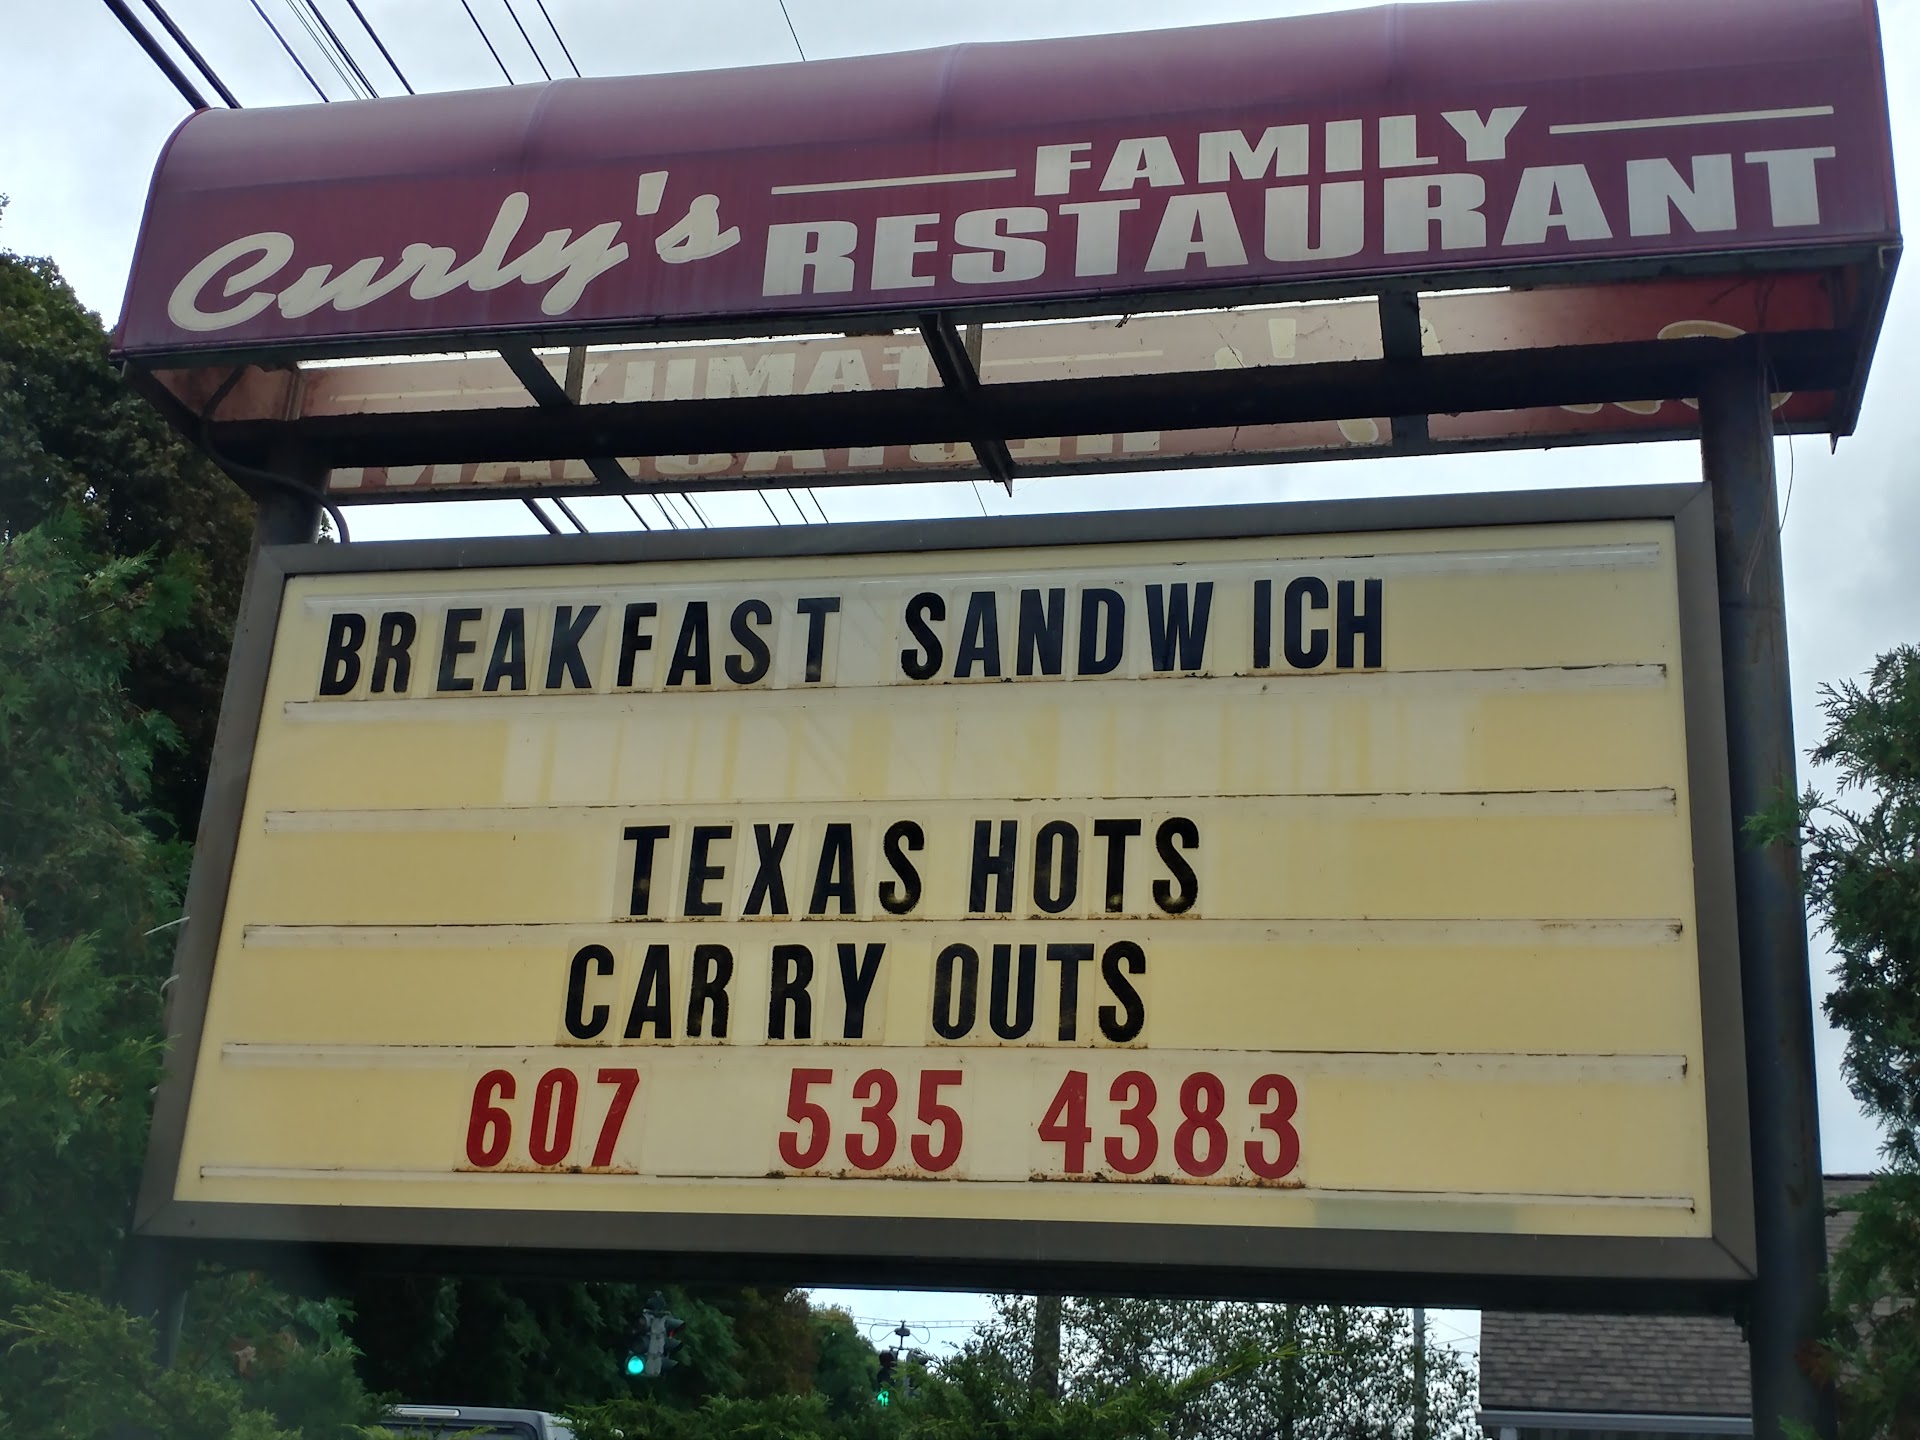 Curly's FAMILY
RESTAURANT
BREAKFAST SANDWICH
TEXAS HOTS
CARRY OUTS
607 535 4383